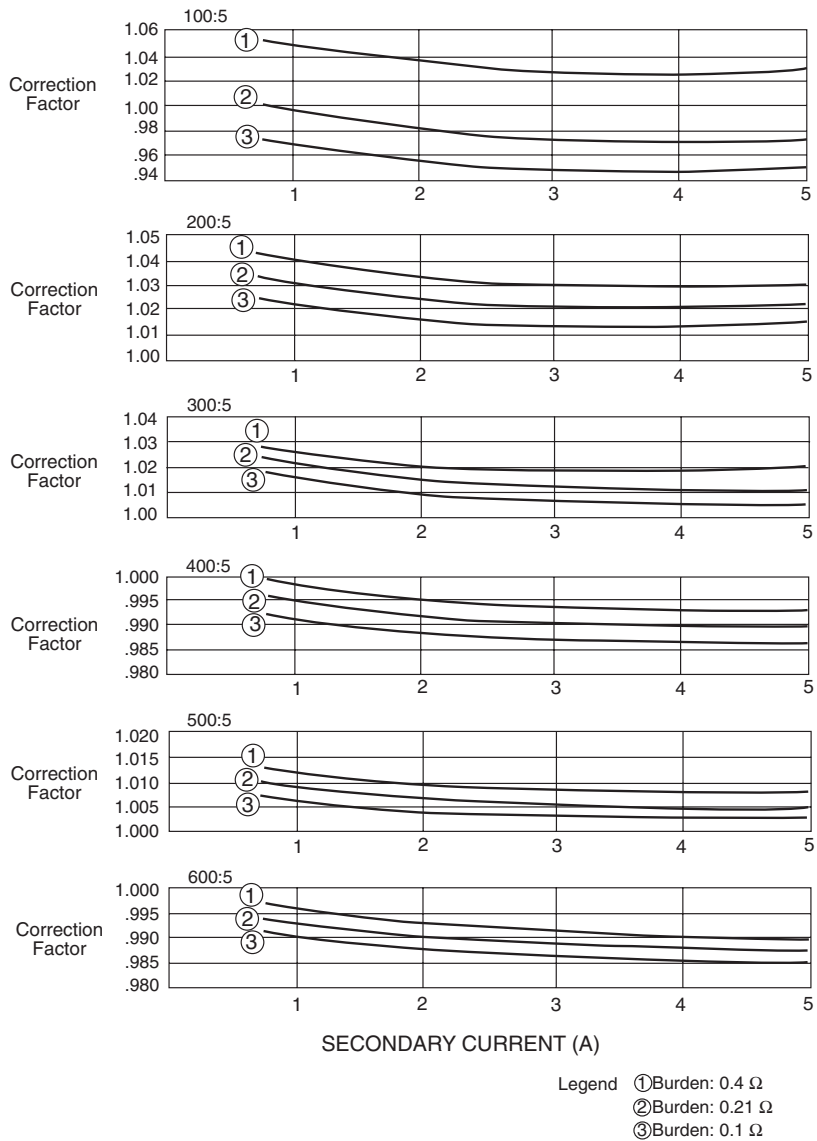 100:5
Correction
Factor
1.06
1.04
1.02
1.00
.98
.96
.94
①
②
③
1 2 3 4 5
200:5
Correction
Factor
1.05
1.04
1.03
1.02
1.01
1.00
①
②
③
1 2 3 4 5
300:5
Correction
Factor
1.04
1.03
1.02
1.01
1.00
①
②
③
1 2 3 4 5
400:5
Correction
Factor
1.000
.995
.990
.985
.980
①
②
③
1 2 3 4 5
500:5
Correction
Factor
1.020
1.015
1.010
1.005
1.000
①
②
③
1 2 3 4 5
600:5
Correction
Factor
1.000
.995
.990
.985
.980
①
②
③
1 2 3 4 5
SECONDARY CURRENT (A)
Legend ①Burden: 0.4 Ω
②Burden: 0.21 Ω
③Burden: 0.1 Ω